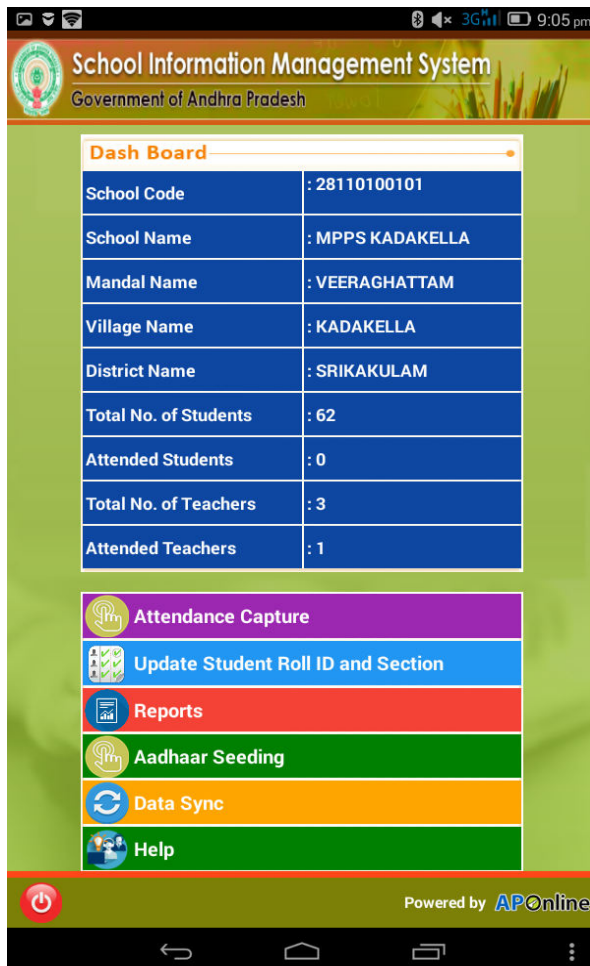 3G H 9:05 pm
School Information Management System
Government of Andhra Pradesh
Dash Board
School Code : 28110100101
School Name : MPPS KADAKELLA
Mandal Name : VEERAGHATTAM
Village Name : KADAKELLA
District Name : SRIKAKULAM
Total No. of Students : 62
Attended Students : 0
Total No. of Teachers : 3
Attended Teachers : 1
Attendance Capture
Update Student Roll ID and Section
Reports
Aadhaar Seeding
Data Sync
Help
Powered by APOnline